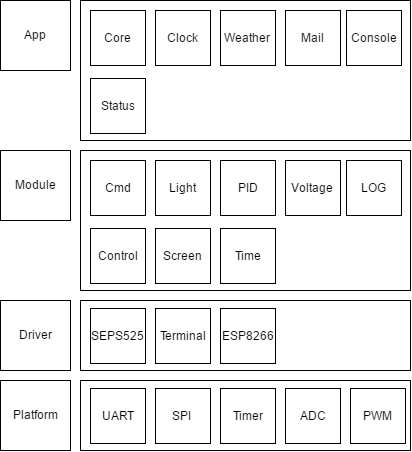 App
Core
Clock
Weather
Mail
Console
Status
Module
Cmd
Light
PID
Voltage
LOG
Control
Screen
Time
Driver
SEPS525
Terminal
ESP8266
Platform
UART
SPI
Timer
ADC
PWM